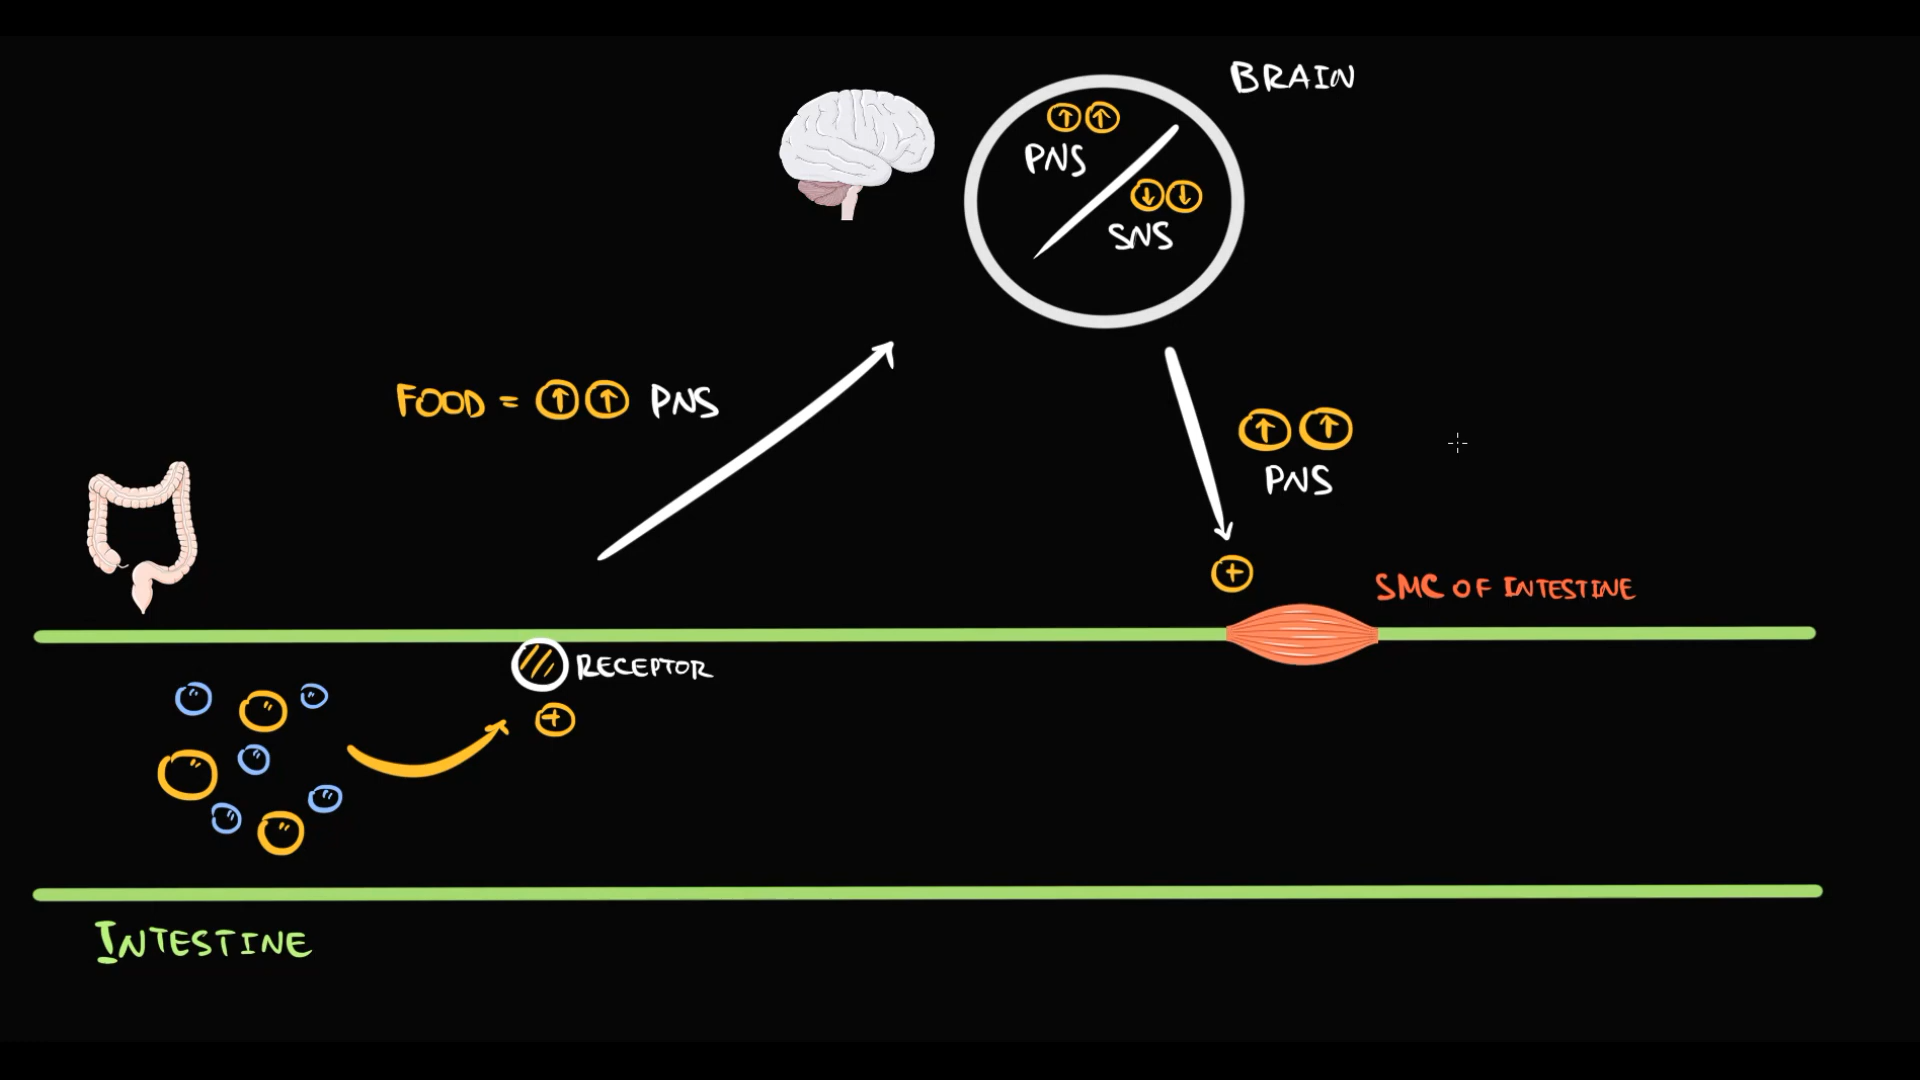 BRAIN
↑↑
PNS
↓↓
SNS
FOOD = ↑↑ PNS
↑↑
PNS
+
SMC OF INTESTINE
RECEPTOR
+
INTESTINE